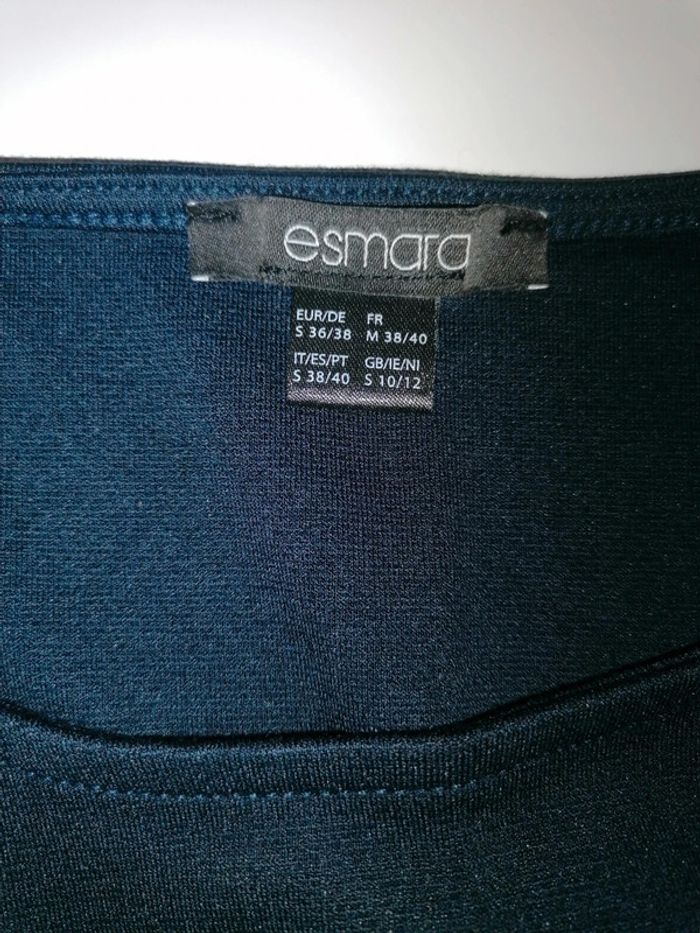 esmara
EUR/DE FR
S 36/38 M 38/40
IT/ES/PT GB/IE/NI
S 38/40 S 10/12